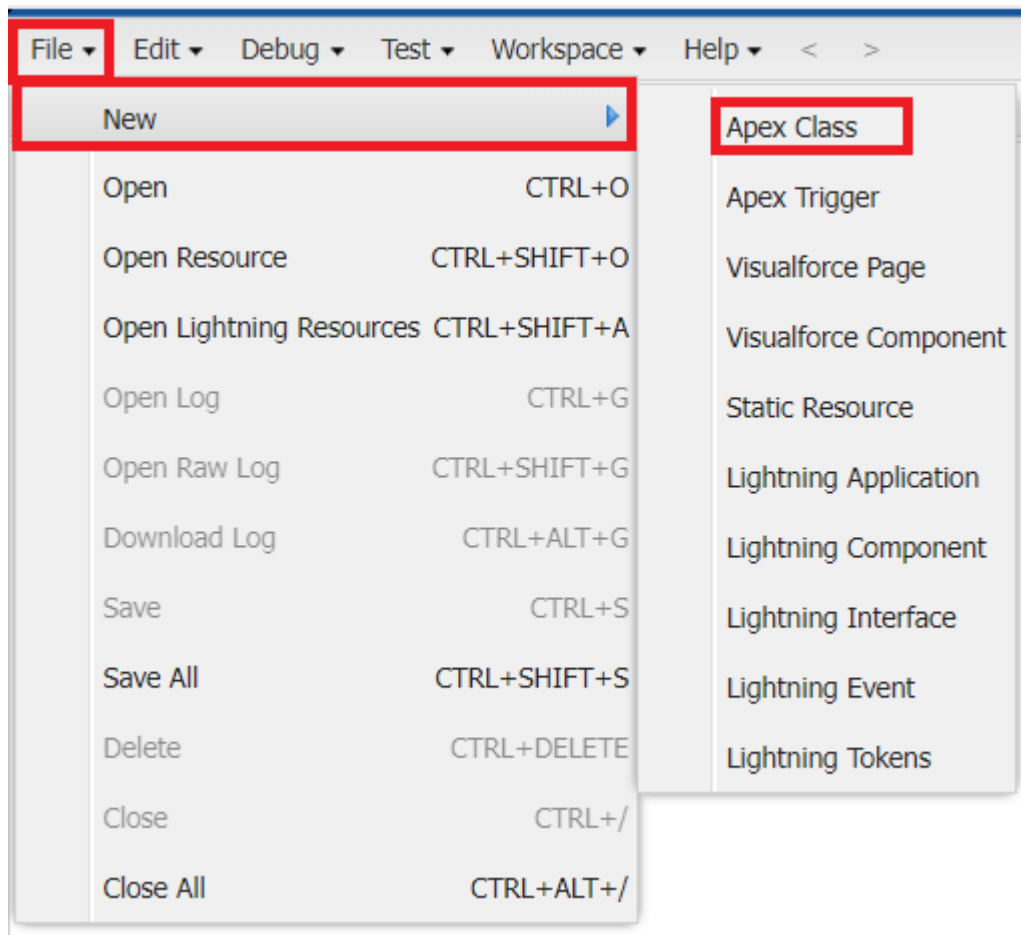 File Edit Debug Test Workspace Help < >
New
Open CTRL+O
Open Resource CTRL+SHIFT+O
Open Lightning Resources CTRL+SHIFT+A
Open Log CTRL+G
Open Raw Log CTRL+SHIFT+G
Download Log CTRL+ALT+G
Save CTRL+S
Save All CTRL+SHIFT+S
Delete CTRL+DELETE
Close CTRL+/
Close All CTRL+ALT+/
Apex Class
Apex Trigger
Visualforce Page
Visualforce Component
Static Resource
Lightning Application
Lightning Component
Lightning Interface
Lightning Event
Lightning Tokens